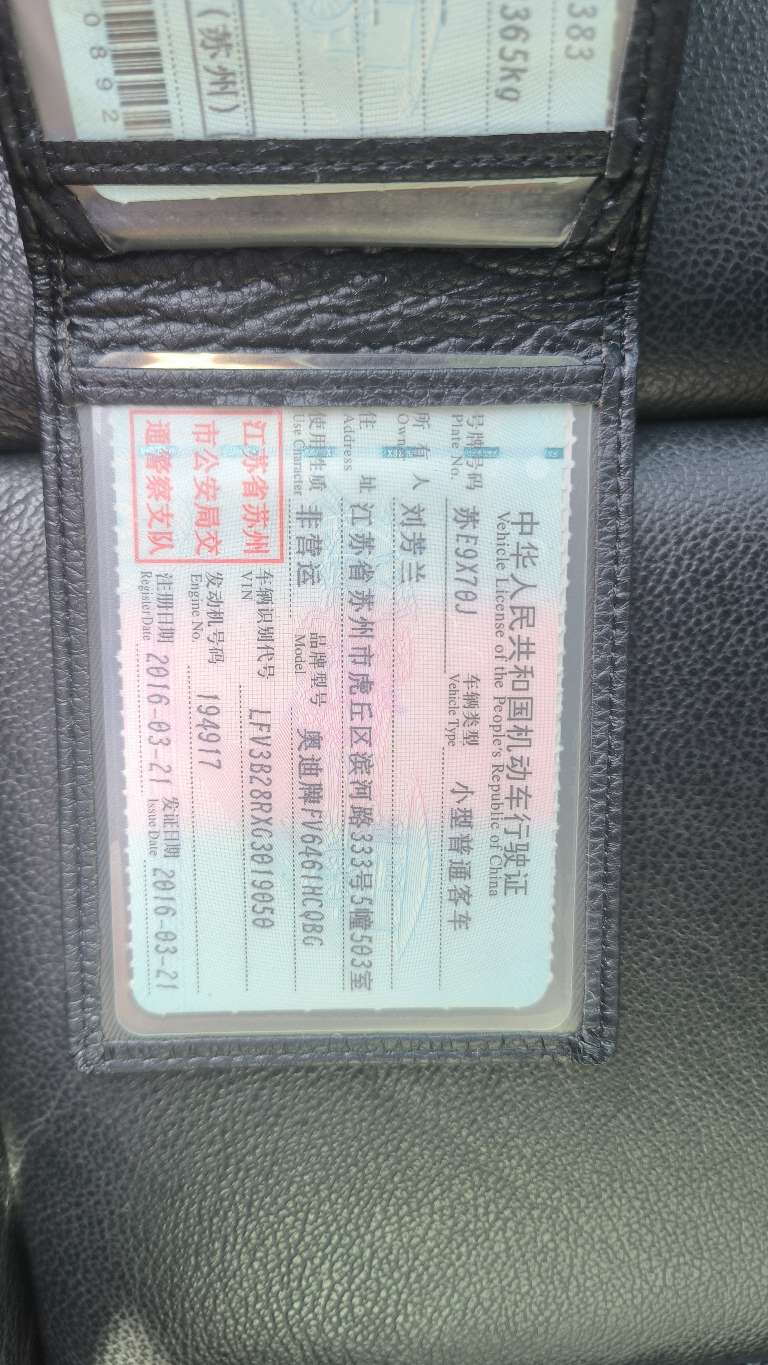 383
365kg
(苏州)
0892
中华人民共和国机动车行驶证
Vehicle License of the People's Republic of China
号牌号码 苏E9X70J 车辆类型 小型普通客车
Plate No. Vehicle Type
所有人 刘芳兰
Owner
住址 江苏省苏州市虎丘区滨河路333号5幢503室
Address
使用性质 非营运 品牌型号 奥迪牌FV6461HCQBG
Use Character Model
江苏省苏州
市公安局交
通警察支队
车辆识别代号 LFV3B28RXG3019050
VIN
发动机号码 194917
Engine No.
注册日期 2016-03-21 发证日期 2016-03-21
Register Date Issue Date